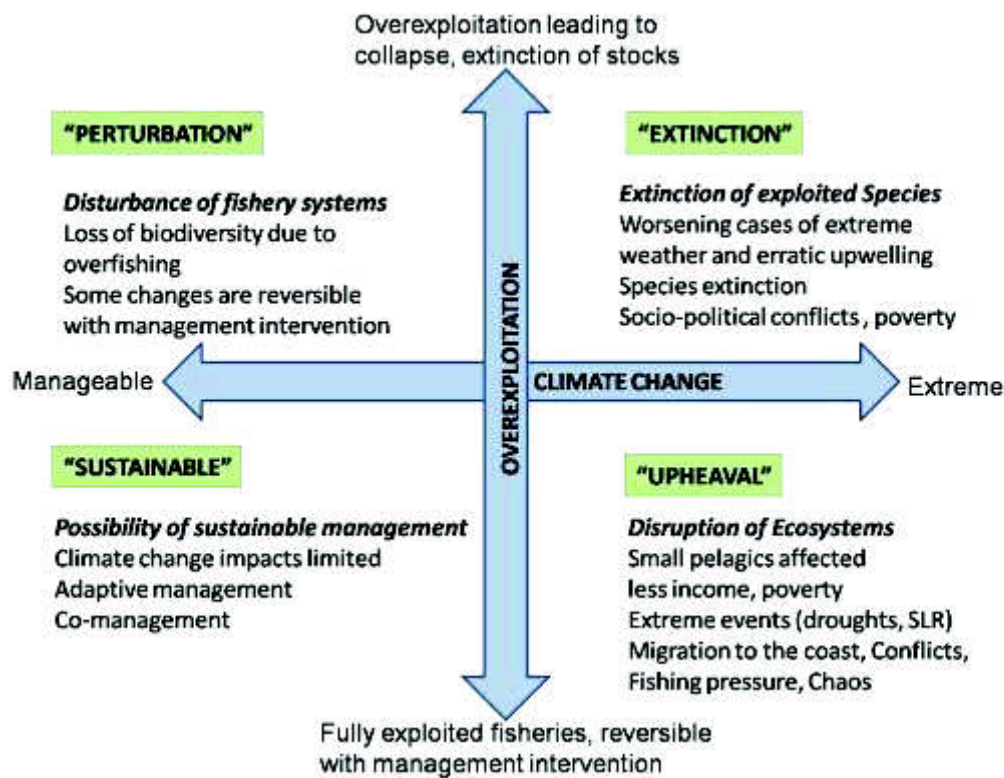 Overexploitation leading to
collapse, extinction of stocks
"PERTURBATION"
Disturbance of fishery systems
Loss of biodiversity due to
overfishing
Some changes are reversible
with management intervention
"EXTINCTION"
Extinction of exploited Species
Worsening cases of extreme
weather and erratic upwelling
Species extinction
Socio-political conflicts , poverty
Manageable
OVEREXPLOITATION
CLIMATE CHANGE
Extreme
"SUSTAINABLE"
Possibility of sustainable management
Climate change impacts limited
Adaptive management
Co-management
"UPHEAVAL"
Disruption of Ecosystems
Small pelagics affected
less income, poverty
Extreme events (droughts, SLR)
Migration to the coast, Conflicts,
Fishing pressure, Chaos
Fully exploited fisheries, reversible
with management intervention